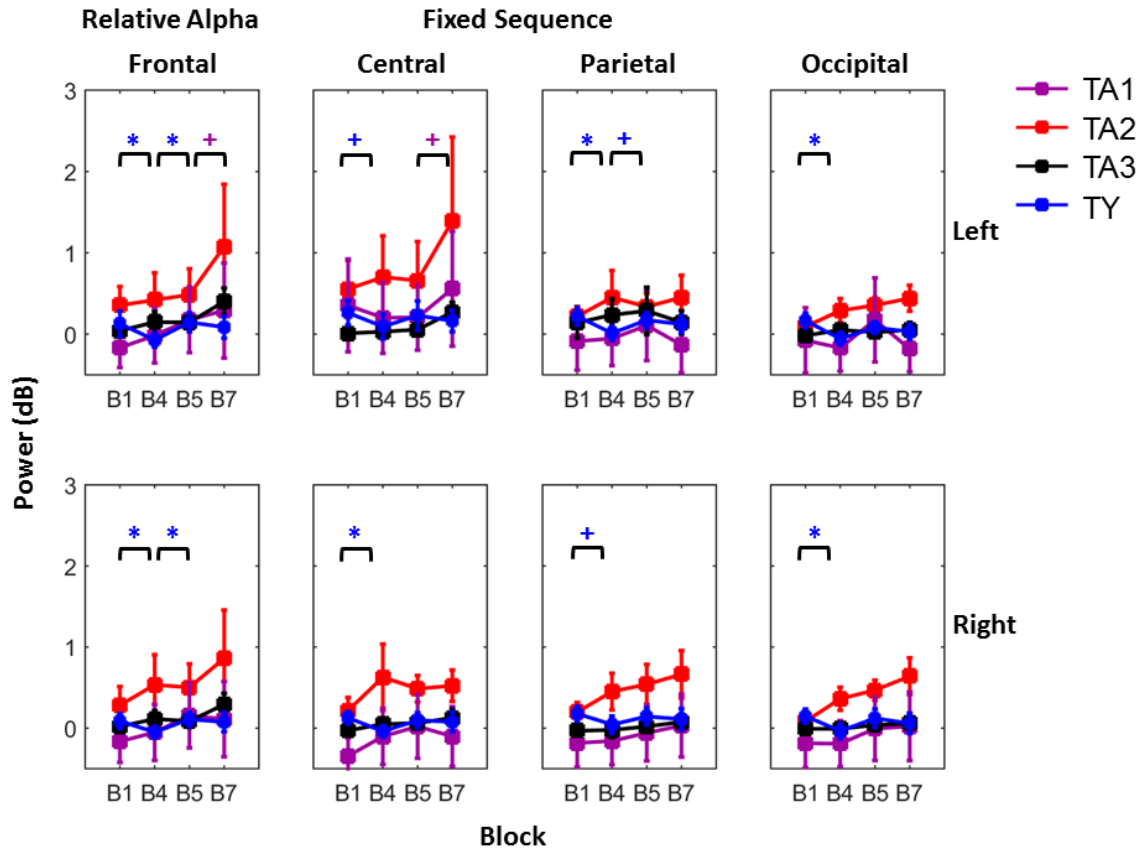 Relative Alpha Fixed Sequence
Frontal Central Parietal Occipital
TA1
TA2
TA3
TY
3
2
1
0
* * +
+ +
* +
*
Left
B1 B4 B5 B7
B1 B4 B5 B7
B1 B4 B5 B7
B1 B4 B5 B7
Power (dB)
3
2
1
0
* *
*
+
*
Right
B1 B4 B5 B7
B1 B4 B5 B7
B1 B4 B5 B7
B1 B4 B5 B7
Block